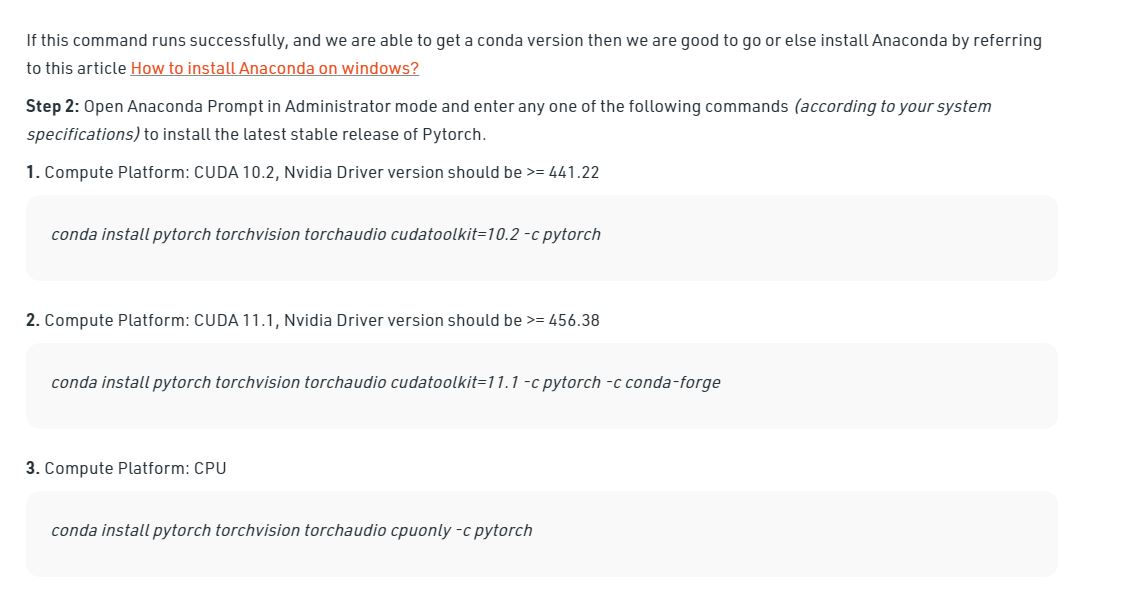 If this command runs successfully, and we are able to get a conda version then we are good to go or else install Anaconda by referring
to this article How to install Anaconda on windows?
Step 2: Open Anaconda Prompt in Administrator mode and enter any one of the following commands (according to your system
specifications) to install the latest stable release of Pytorch.
1. Compute Platform: CUDA 10.2, Nvidia Driver version should be >= 441.22
conda install pytorch torchvision torchaudio cudatoolkit=10.2 -c pytorch
2. Compute Platform: CUDA 11.1, Nvidia Driver version should be >= 456.38
conda install pytorch torchvision torchaudio cudatoolkit=11.1 -c pytorch -c conda-forge
3. Compute Platform: CPU
conda install pytorch torchvision torchaudio cpuonly -c pytorch